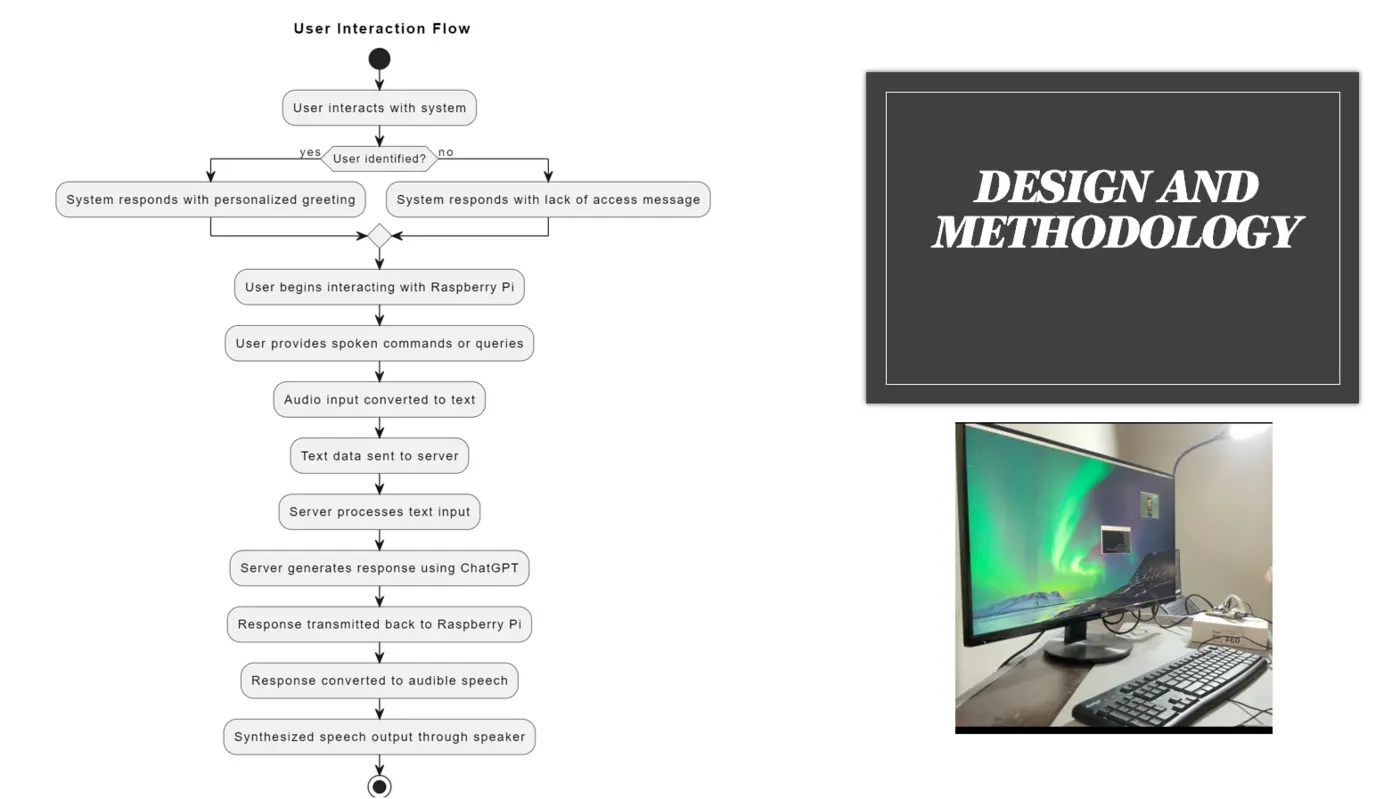 User Interaction Flow
User interacts with system
yes
User identified?
no
System responds with personalized greeting
System responds with lack of access message
User begins interacting with Raspberry Pi
User provides spoken commands or queries
Audio input converted to text
Text data sent to server
Server processes text input
Server generates response using ChatGPT
Response transmitted back to Raspberry Pi
Response converted to audible speech
Synthesized speech output through speaker
DESIGN AND
METHODOLOGY